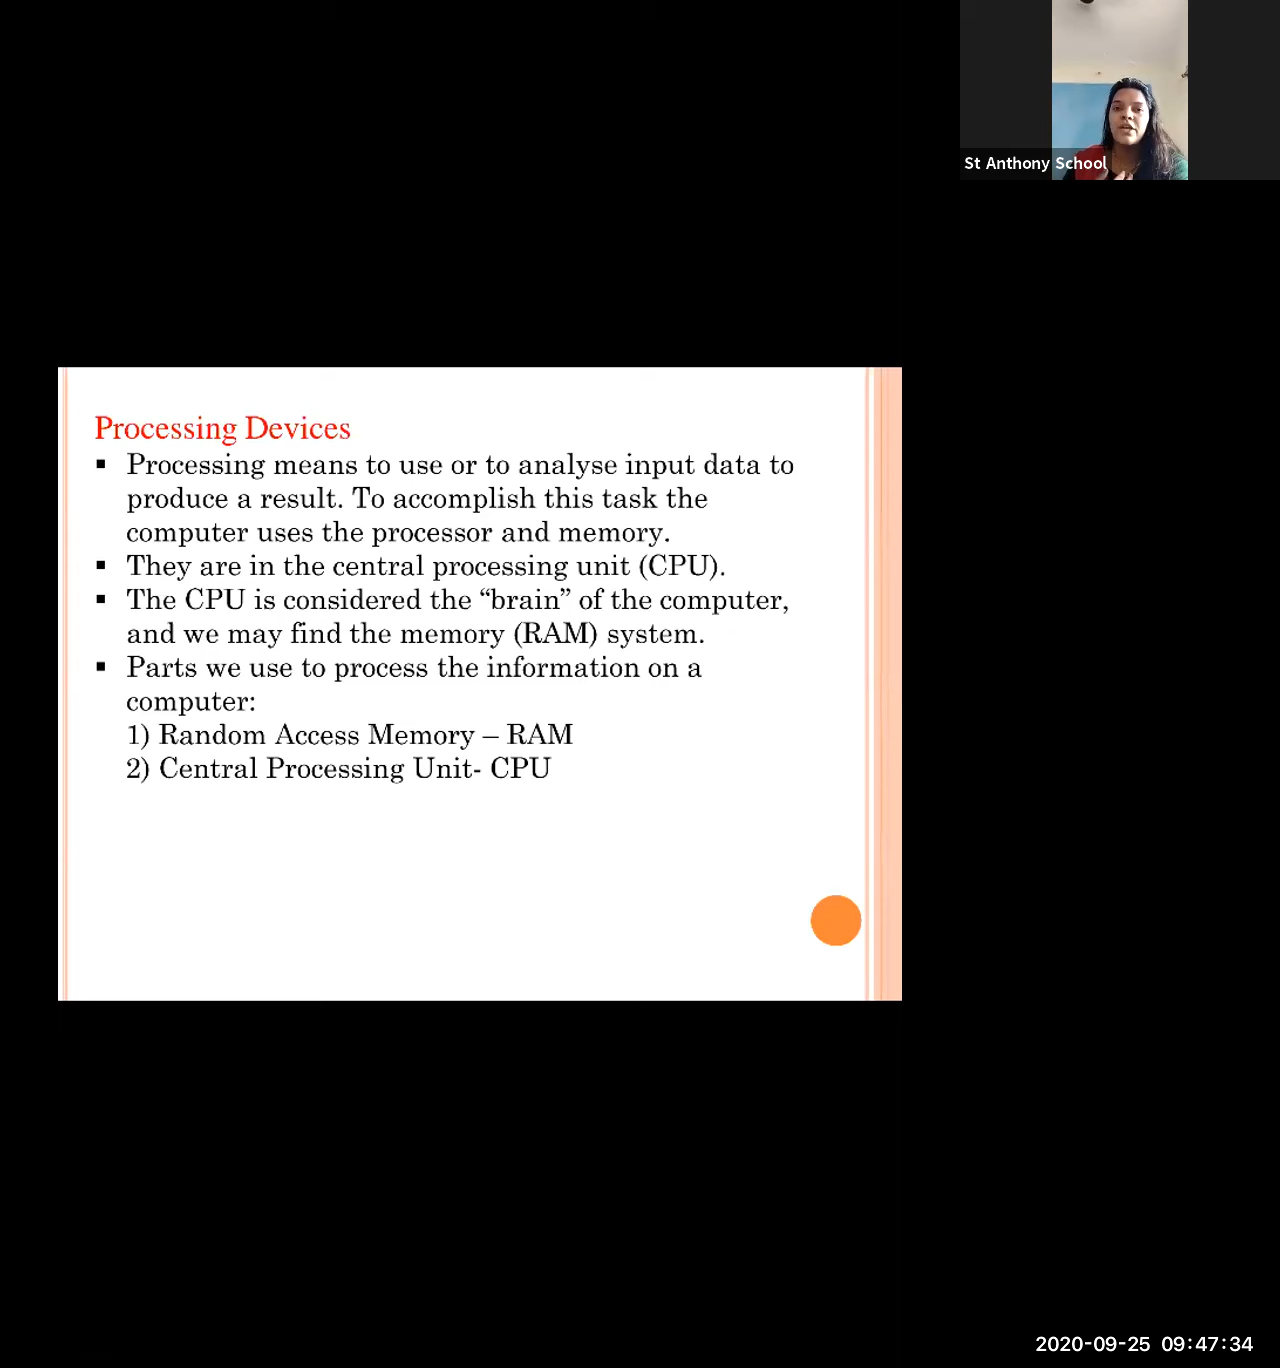 St Anthony School
Processing Devices
▪ Processing means to use or to analyse input data to
produce a result. To accomplish this task the
computer uses the processor and memory.
▪ They are in the central processing unit (CPU).
▪ The CPU is considered the “brain” of the computer,
and we may find the memory (RAM) system.
▪ Parts we use to process the information on a
computer:
1) Random Access Memory – RAM
2) Central Processing Unit- CPU
2020-09-25 09:47:34